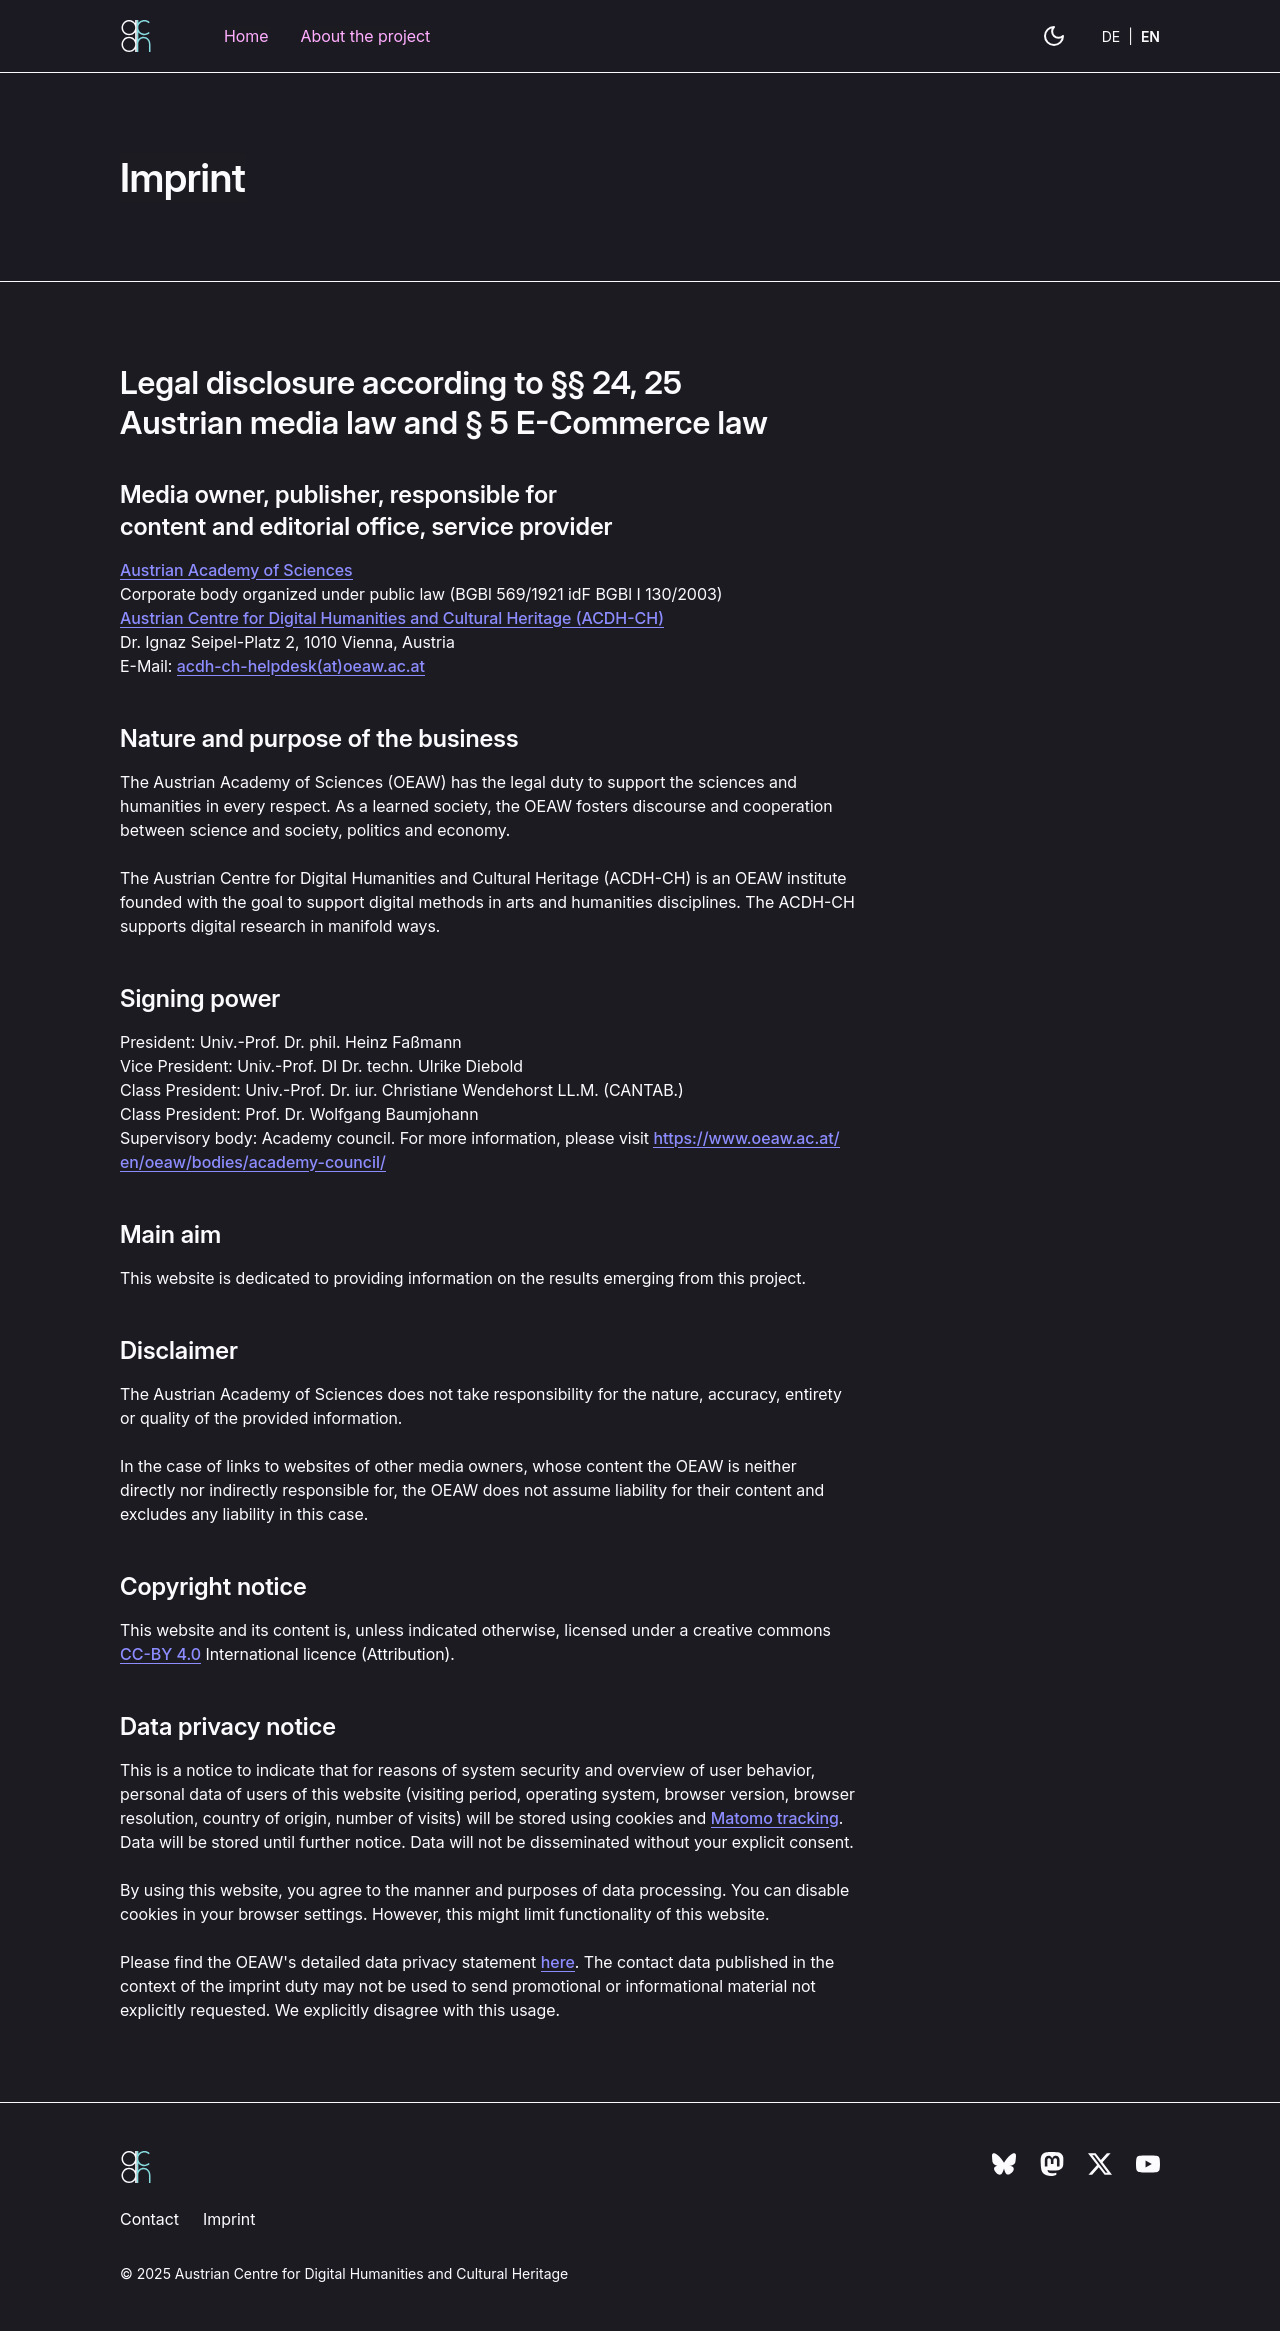 Home About the project DE | EN
Imprint
Legal disclosure according to §§ 24, 25
Austrian media law and § 5 E-Commerce law
Media owner, publisher, responsible for
content and editorial office, service provider
Austrian Academy of Sciences
Corporate body organized under public law (BGBl 569/1921 idF BGBl I 130/2003)
Austrian Centre for Digital Humanities and Cultural Heritage (ACDH-CH)
Dr. Ignaz Seipel-Platz 2, 1010 Vienna, Austria
E-Mail: acdh-ch-helpdesk(at)oeaw.ac.at
Nature and purpose of the business
The Austrian Academy of Sciences (OEAW) has the legal duty to support the sciences and
humanities in every respect. As a learned society, the OEAW fosters discourse and cooperation
between science and society, politics and economy.
The Austrian Centre for Digital Humanities and Cultural Heritage (ACDH-CH) is an OEAW institute
founded with the goal to support digital methods in arts and humanities disciplines. The ACDH-CH
supports digital research in manifold ways.
Signing power
President: Univ.-Prof. Dr. phil. Heinz Faßmann
Vice President: Univ.-Prof. DI Dr. techn. Ulrike Diebold
Class President: Univ.-Prof. Dr. iur. Christiane Wendehorst LL.M. (CANTAB.)
Class President: Prof. Dr. Wolfgang Baumjohann
Supervisory body: Academy council. For more information, please visit https://www.oeaw.ac.at/
en/oeaw/bodies/academy-council/
Main aim
This website is dedicated to providing information on the results emerging from this project.
Disclaimer
The Austrian Academy of Sciences does not take responsibility for the nature, accuracy, entirety
or quality of the provided information.
In the case of links to websites of other media owners, whose content the OEAW is neither
directly nor indirectly responsible for, the OEAW does not assume liability for their content and
excludes any liability in this case.
Copyright notice
This website and its content is, unless indicated otherwise, licensed under a creative commons
CC-BY 4.0 International licence (Attribution).
Data privacy notice
This is a notice to indicate that for reasons of system security and overview of user behavior,
personal data of users of this website (visiting period, operating system, browser version, browser
resolution, country of origin, number of visits) will be stored using cookies and Matomo tracking.
Data will be stored until further notice. Data will not be disseminated without your explicit consent.
By using this website, you agree to the manner and purposes of data processing. You can disable
cookies in your browser settings. However, this might limit functionality of this website.
Please find the OEAW's detailed data privacy statement here. The contact data published in the
context of the imprint duty may not be used to send promotional or informational material not
explicitly requested. We explicitly disagree with this usage.
Contact Imprint
© 2025 Austrian Centre for Digital Humanities and Cultural Heritage